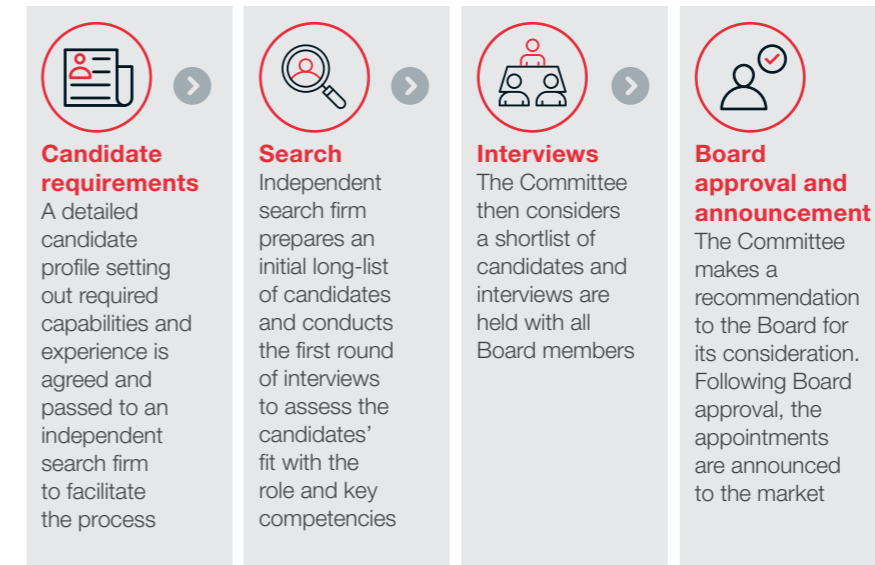 Candidate
requirements
A detailed
candidate
profile setting
out required
capabilities and
experience is
agreed and
passed to an
independent
search firm
to facilitate
the process
Search
Independent
search firm
prepares an
initial long-list
of candidates
and conducts
the first round
of interviews
to assess the
candidates’
fit with the
role and key
competencies
Interviews
The Committee
then considers
a shortlist of
candidates and
interviews are
held with all
Board members
Board
approval and
announcement
The Committee
makes a
recommendation
to the Board for
its consideration.
Following Board
approval, the
appointments
are announced
to the market